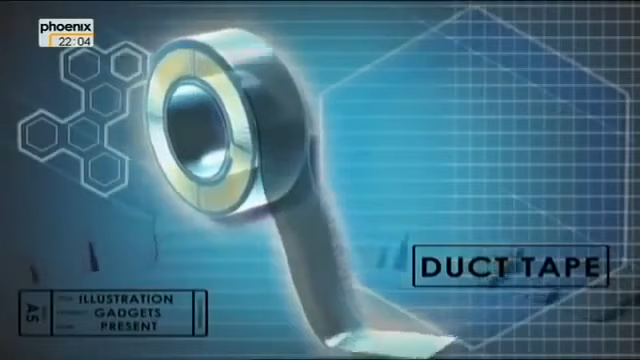 phoenix
22:04
DUCT TAPE
A5
ILLUSTRATION
GADGETS
PRESENT